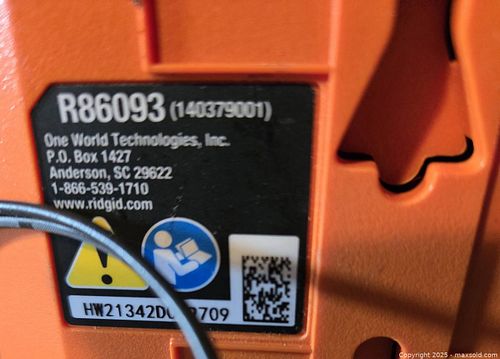 R86093 (140379001)
One World Technologies, Inc.
P.O. Box 1427
Anderson, SC 29622
1-866-539-1710
www.ridgid.com
Copyright 2025 - maxsold.com